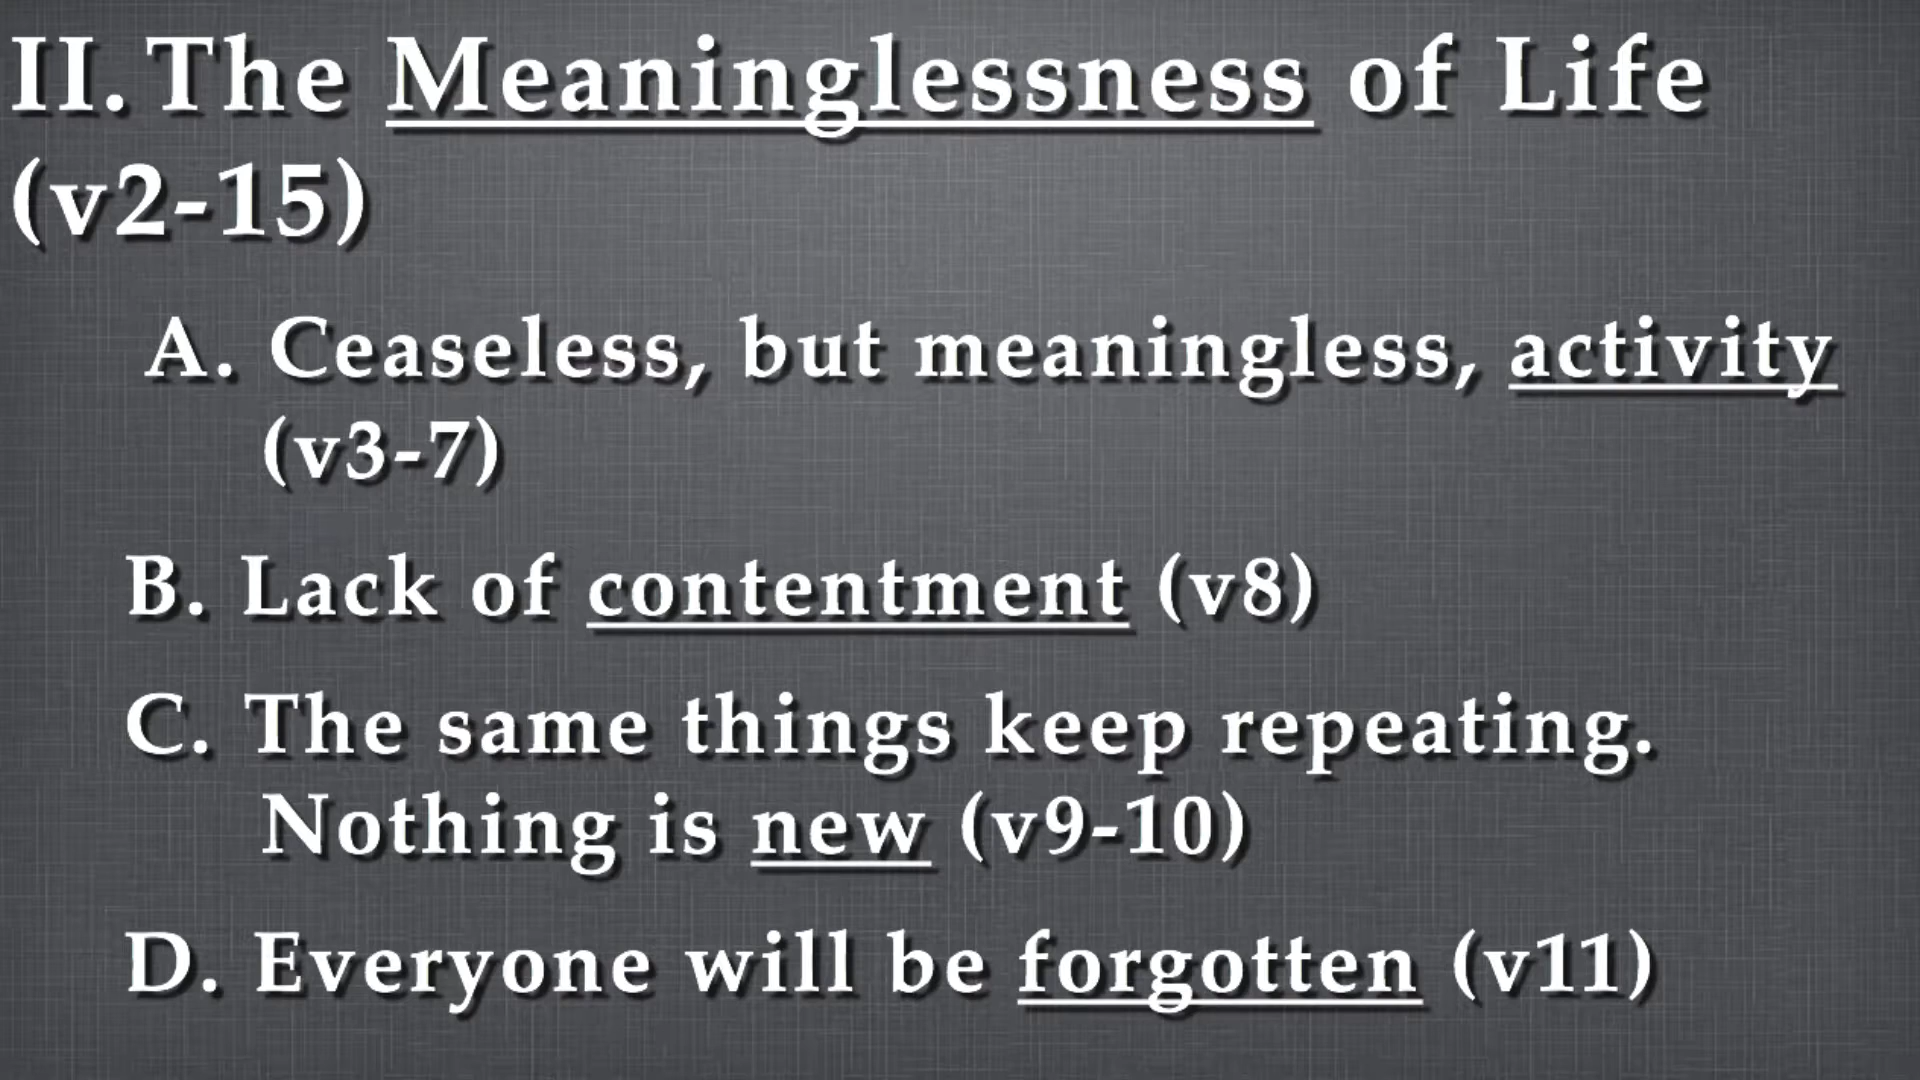 II. The Meaninglessness of Life
(v2-15)
A. Ceaseless, but meaningless, activity
(v3-7)
B. Lack of contentment (v8)
C. The same things keep repeating.
Nothing is new (v9-10)
D. Everyone will be forgotten (v11)